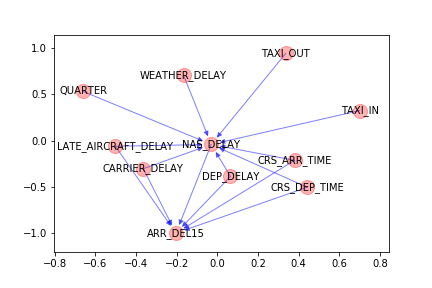 1.0
TAXI_OUT
WEATHER_DELAY
QUARTER
0.5
TAXI_IN
0.0
NAS_DELAY
LATE_AIRCRAFT_DELAY
CRS_ARR_TIME
CARRIER_DELAY
DEP_DELAY
CRS_DEP_TIME
−0.5
ARR_DEL15
−1.0
−0.8 −0.6 −0.4 −0.2 0.0 0.2 0.4 0.6 0.8